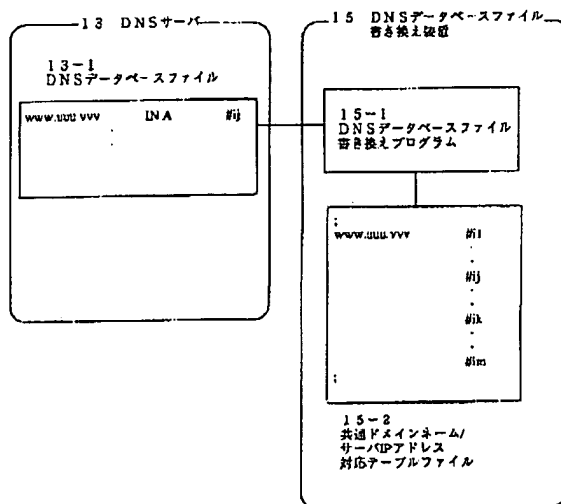 13 DNSサーバ
13-1
DNSデータベースファイル
www.uuu.vvv IN A #ij
.
.
15 DNSデータベースファイル
書き換え装置
15-1
DNSデータベースファイル
書き換えプログラム
;
www.uuu.vvv #i1
.
.
#ij
.
.
#ik
.
.
#im
;
15-2
共通ドメインネーム/
サーバIPアドレス
対応テーブルファイル